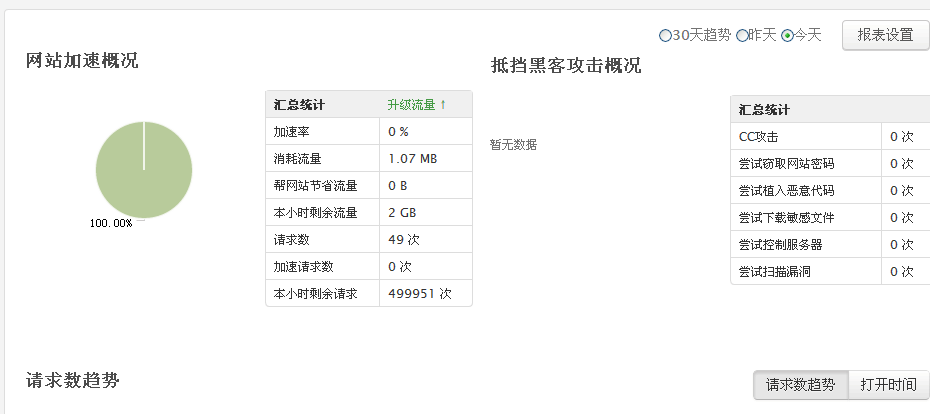 30天趋势 昨天 今天 报表设置
网站加速概况
100.00%
汇总统计 升级流量 ↑
加速率 0 %
消耗流量 1.07 MB
帮网站节省流量 0 B
本小时剩余流量 2 GB
请求数 49 次
加速请求数 0 次
本小时剩余请求 499951 次
抵挡黑客攻击概况
暂无数据
汇总统计
CC攻击 0 次
尝试窃取网站密码 0 次
尝试植入恶意代码 0 次
尝试下载敏感文件 0 次
尝试控制服务器 0 次
尝试扫描漏洞 0 次
请求数趋势
请求数趋势 打开时间